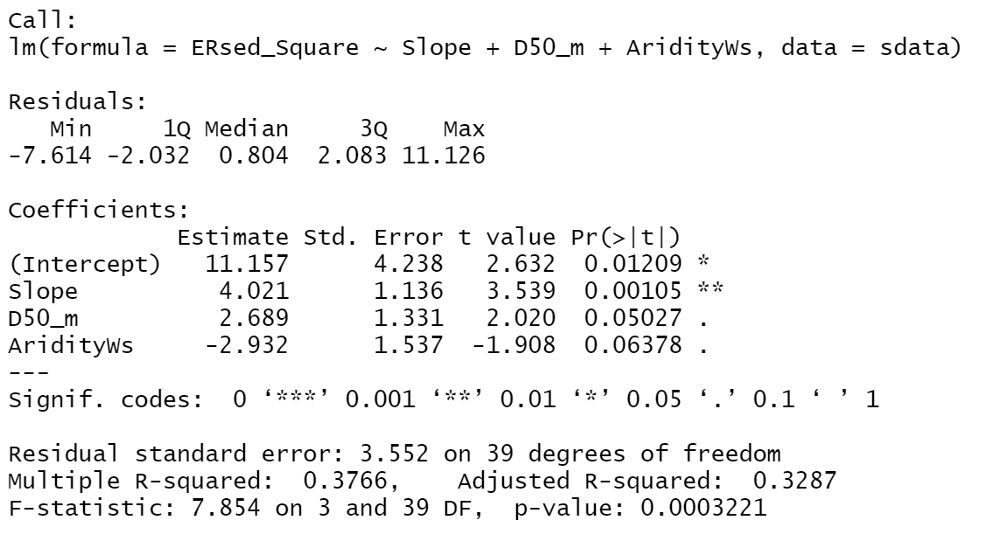 Call:
lm(formula = ERsed_Square ~ Slope + D50_m + AridityWs, data = sdata)
Residuals:
   Min     1Q Median     3Q    Max
-7.614 -2.032  0.804  2.083 11.126
Coefficients:
            Estimate Std. Error t value Pr(>|t|)
(Intercept)   11.157      4.238   2.632  0.01209 *
Slope          4.021      1.136   3.539  0.00105 **
D50_m          2.689      1.331   2.020  0.05027 .
AridityWs     -2.932      1.537  -1.908  0.06378 .
---
Signif. codes:  0 ‘***’ 0.001 ‘**’ 0.01 ‘*’ 0.05 ‘.’ 0.1 ‘ ’ 1
Residual standard error: 3.552 on 39 degrees of freedom
Multiple R-squared:  0.3766,    Adjusted R-squared:  0.3287
F-statistic: 7.854 on 3 and 39 DF,  p-value: 0.0003221